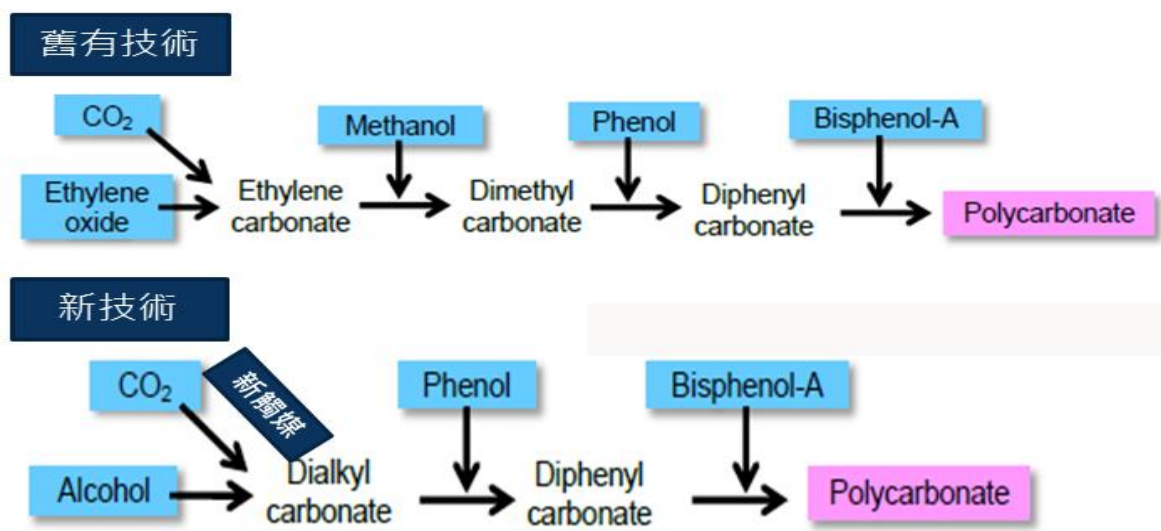 舊有技術
CO₂
Methanol
Phenol
Bisphenol-A
Ethylene
oxide
Ethylene
carbonate
Dimethyl
carbonate
Diphenyl
carbonate
Polycarbonate
新技術
CO₂
新觸媒
Phenol
Bisphenol-A
Alcohol
Dialkyl
carbonate
Diphenyl
carbonate
Polycarbonate